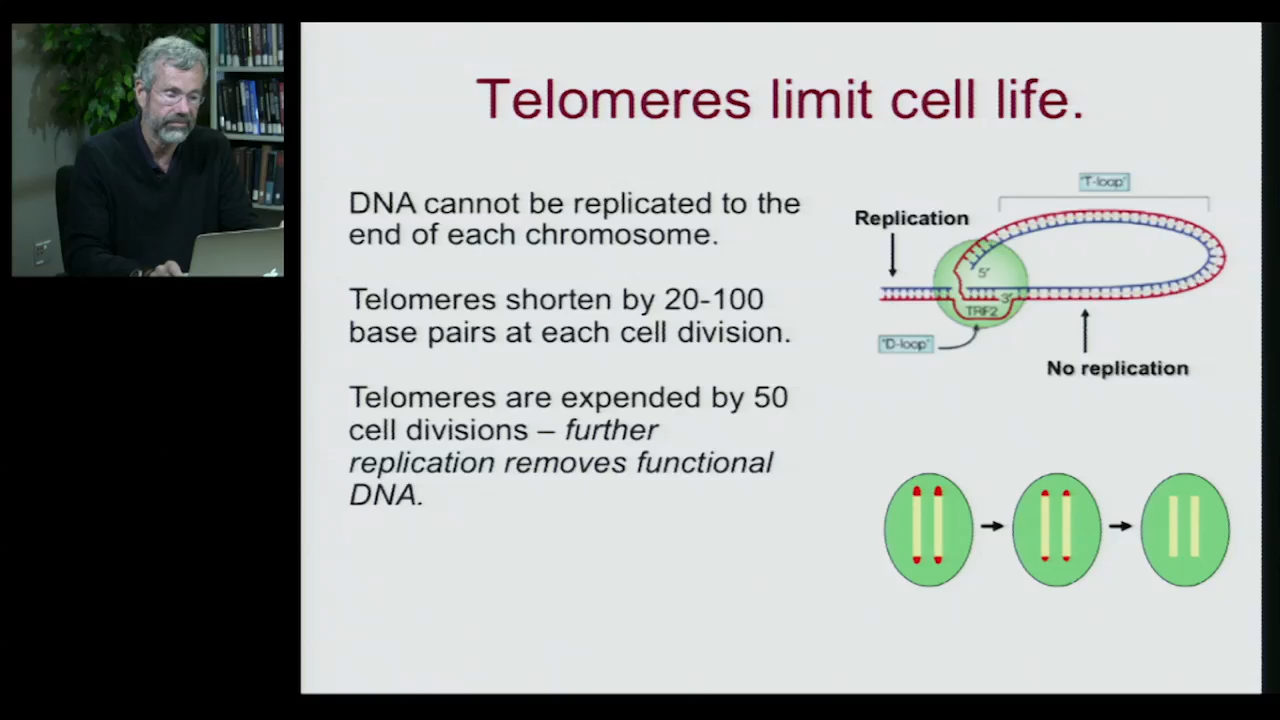 Telomeres limit cell life.
DNA cannot be replicated to the
end of each chromosome.
Telomeres shorten by 20-100
base pairs at each cell division.
Telomeres are expended by 50
cell divisions – further
replication removes functional
DNA.
"T-loop"
Replication
5'
3'
TRF2
"D-loop"
No replication